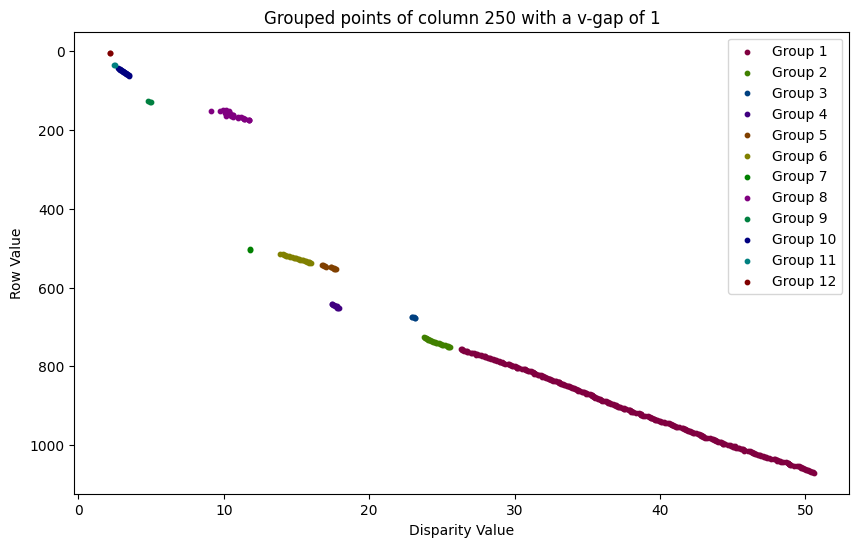 Grouped points of column 250 with a v-gap of 1
Group 1
Group 2
Group 3
Group 4
Group 5
Group 6
Group 7
Group 8
Group 9
Group 10
Group 11
Group 12
Row Value
0
200
400
600
800
1000
0
10
20
30
40
50
Disparity Value